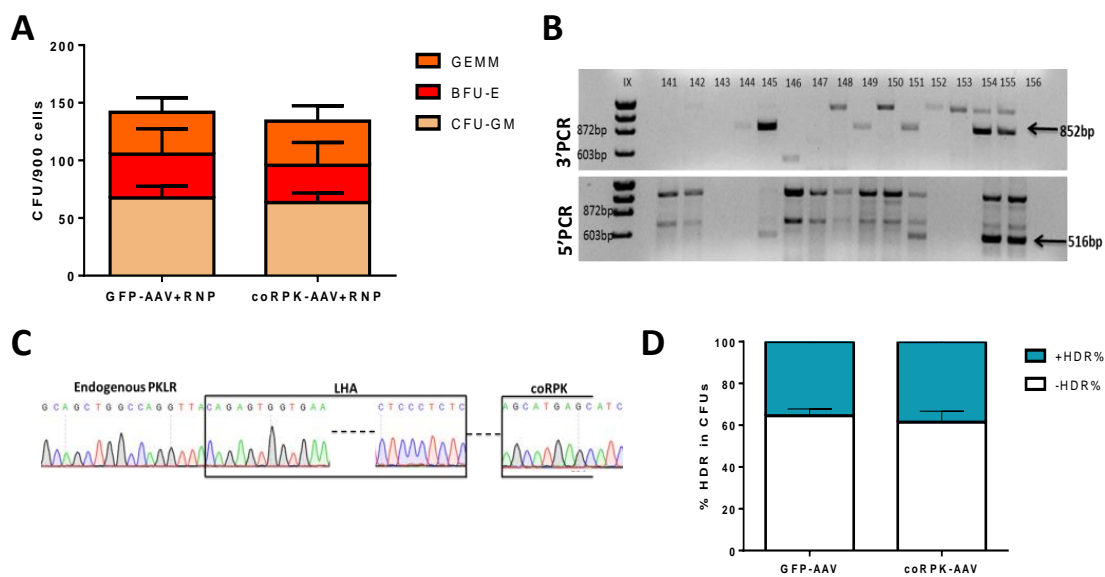 A
200
150
100
50
0
CFU/900 cells
GFP-AAV+RNP
coRPK-AAV+RNP
GEMM
BFU-E
CFU-GM
B
IX 141 142 143 144 145 146 147 148 149 150 151 152 153 154 155 156
3'PCR
872bp
603bp
852bp
5'PCR
872bp
603bp
516bp
C
Endogenous PKLR
LHA
coRPK
GCAGCTGGCCAGGTTACAGAGTGGTGAA
CTCCCTCTC
AGCATGAGCATC
D
100
80
60
40
20
0
% HDR in CFUs
GFP-AAV
coRPK-AAV
+HDR%
-HDR%